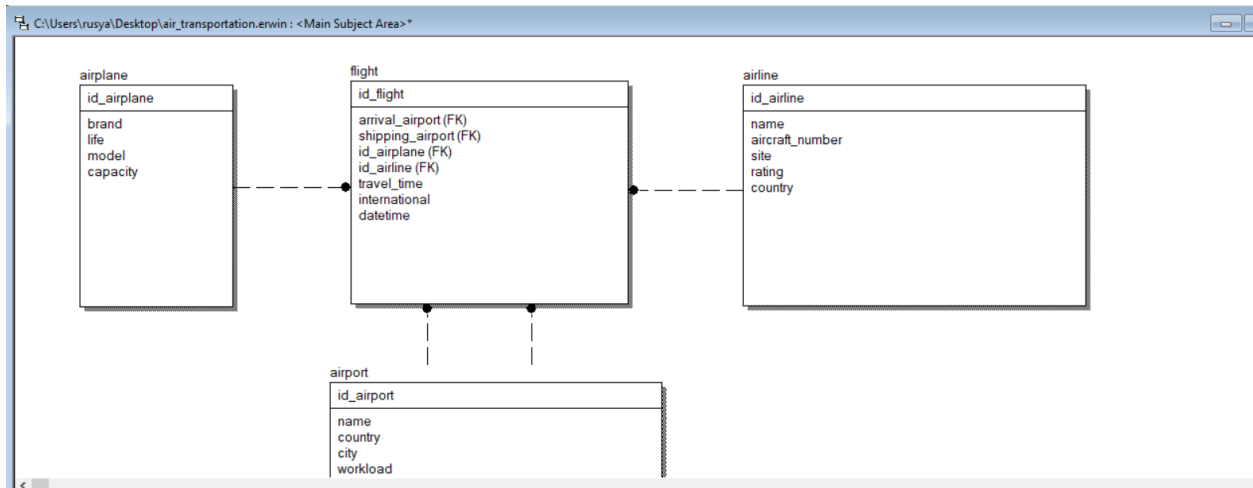 C:\Users\rusya\Desktop\air_transportation.erwin : <Main Subject Area>*
airplane
id_airplane
brand
life
model
capacity
flight
id_flight
arrival_airport (FK)
shipping_airport (FK)
id_airplane (FK)
id_airline (FK)
travel_time
international
datetime
airline
id_airline
name
aircraft_number
site
rating
country
airport
id_airport
name
country
city
workload